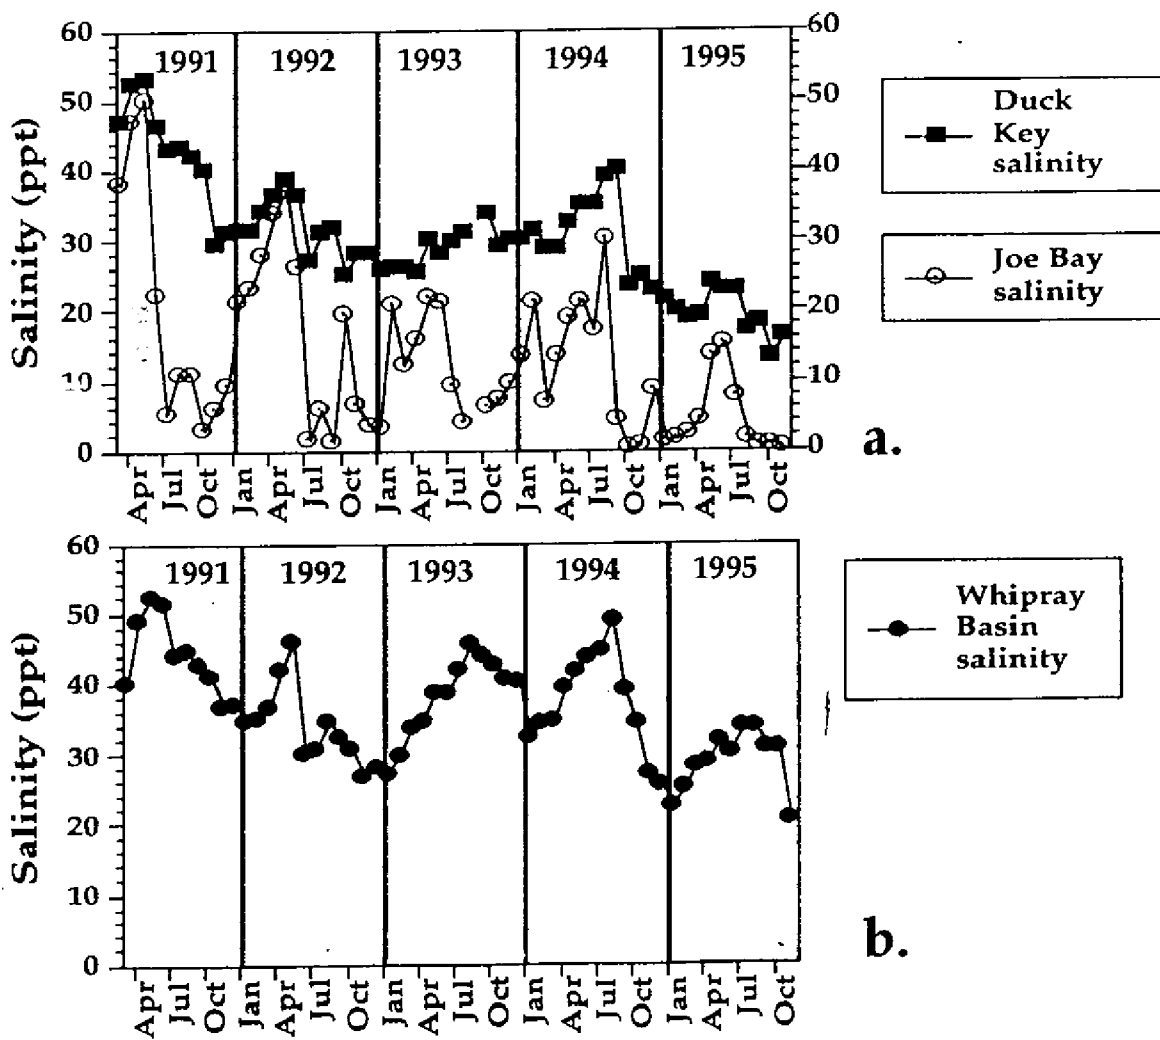 60
50
40
30
20
10
0
Salinity (ppt)
1991
1992
1993
1994
1995
60
50
40
30
20
10
0
Apr
Jul
Oct
Jan
Apr
Jul
Oct
Jan
Apr
Jul
Oct
Jan
Apr
Jul
Oct
Jan
Apr
Jul
Oct
Duck
Key
salinity
Joe Bay
salinity
a.
60
50
40
30
20
10
0
Salinity (ppt)
1991
1992
1993
1994
1995
Apr
Jul
Oct
Jan
Apr
Jul
Oct
Jan
Apr
Jul
Oct
Jan
Apr
Jul
Oct
Jan
Apr
Jul
Oct
Whipray
Basin
salinity
b.